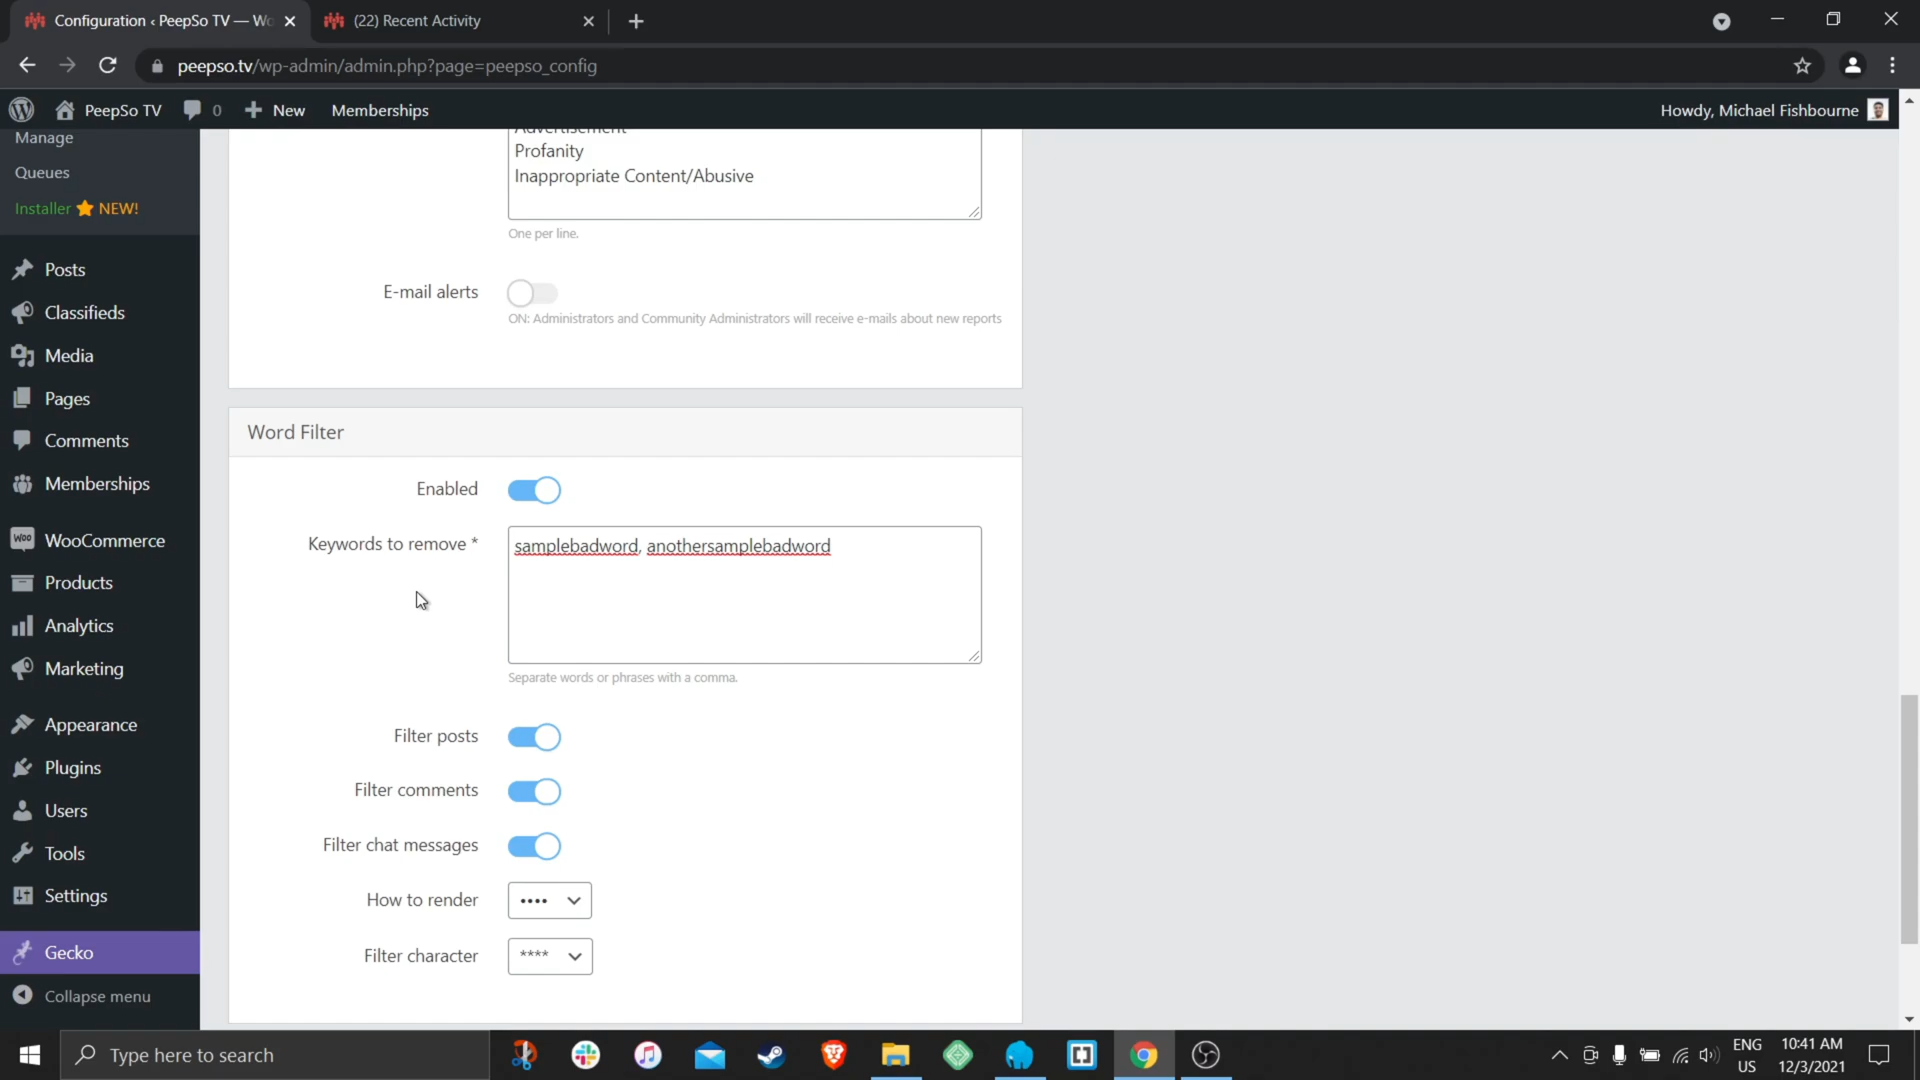 Configuration ‹ PeepSo TV — Wo
(22) Recent Activity
peepso.tv/wp-admin/admin.php?page=peepso_config
PeepSo TV
0
New
Memberships
Howdy, Michael Fishbourne
Manage
Queues
Installer NEW!
Posts
Classifieds
Media
Pages
Comments
Memberships
WooCommerce
Products
Analytics
Marketing
Appearance
Plugins
Users
Tools
Settings
Gecko
Collapse menu
Advertisement
Profanity
Inappropriate Content/Abusive
One per line.
E-mail alerts
ON: Administrators and Community Administrators will receive e-mails about new reports
Word Filter
Enabled
Keywords to remove *
samplebadword, anothersamplebadword
Separate words or phrases with a comma.
Filter posts
Filter comments
Filter chat messages
How to render
••••
Filter character
****
Type here to search
ENG
US
10:41 AM
12/3/2021